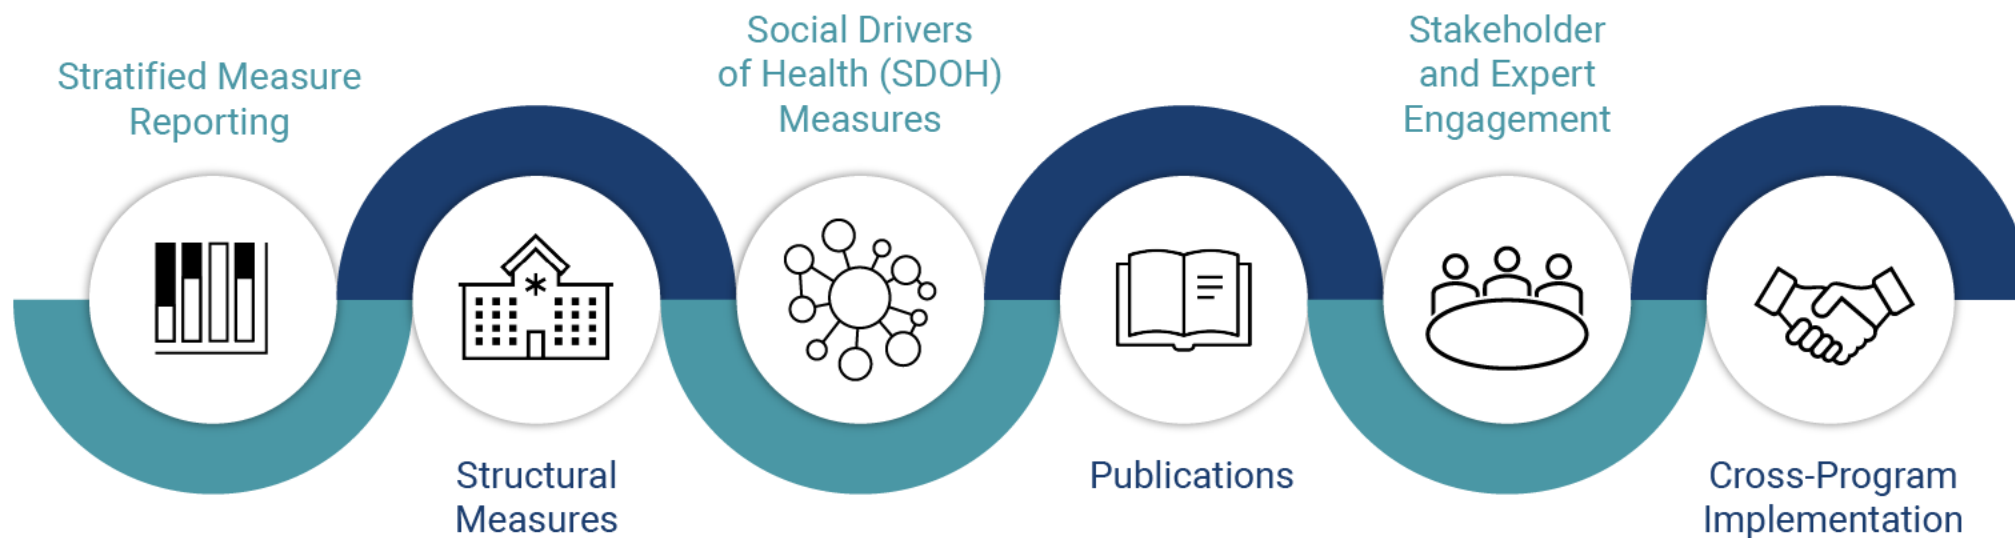 Stratified Measure
Reporting
Structural
Measures
Social Drivers
of Health (SDOH)
Measures
Publications
Stakeholder
and Expert
Engagement
Cross-Program
Implementation